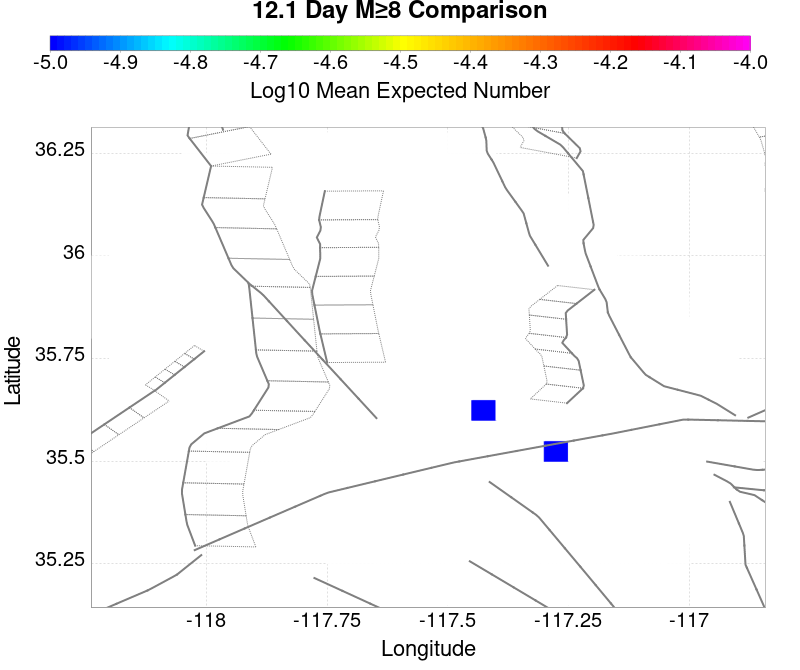 12.1 Day M≥8 Comparison
-5.0 -4.9 -4.8 -4.7 -4.6 -4.5 -4.4 -4.3 -4.2 -4.1 -4.0
Log10 Mean Expected Number
36.25
36
35.75
35.5
35.25
Latitude
-118 -117.75 -117.5 -117.25 -117
Longitude